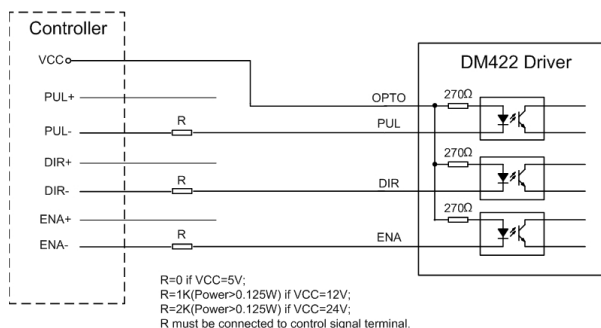 Controller
VCC
PUL+
PUL-
DIR+
DIR-
ENA+
ENA-
R
R
R
OPTO
PUL
DIR
ENA
DM422 Driver
270Ω
270Ω
270Ω
R=0 if VCC=5V;
R=1K(Power>0.125W) if VCC=12V;
R=2K(Power>0.125W) if VCC=24V;
R must be connected to control signal terminal.